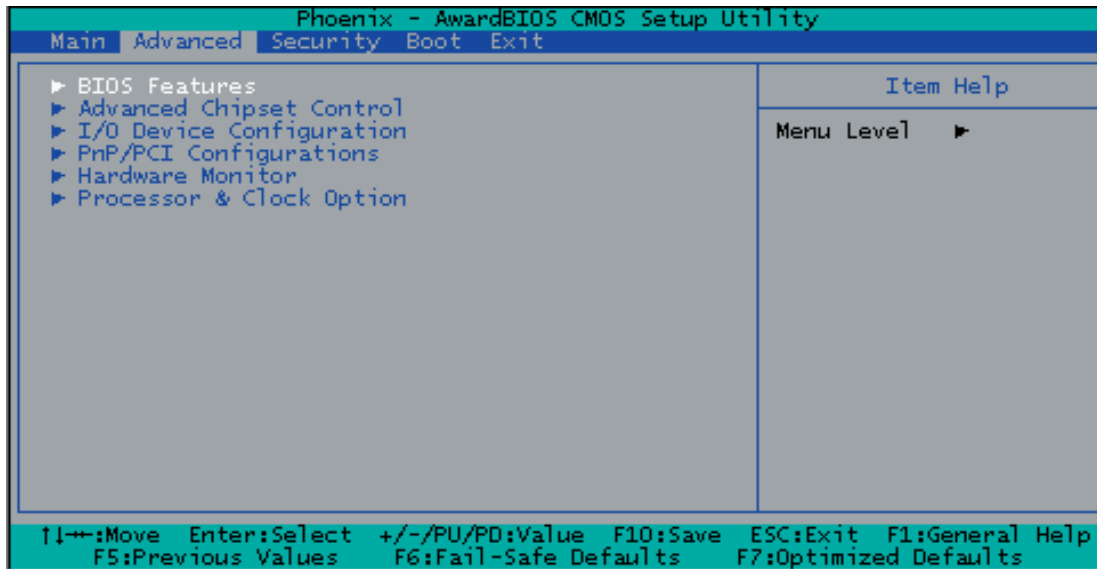 Phoenix - AwardBIOS CMOS Setup Utility
Main Advanced Security Boot Exit
► BIOS Features
► Advanced Chipset Control
► I/O Device Configuration
► PnP/PCI Configurations
► Hardware Monitor
► Processor & Clock Option
Item Help
Menu Level ►
↑↓→←:Move Enter:Select +/-/PU/PD:Value F10:Save ESC:Exit F1:General Help
F5:Previous Values F6:Fail-Safe Defaults F7:Optimized Defaults